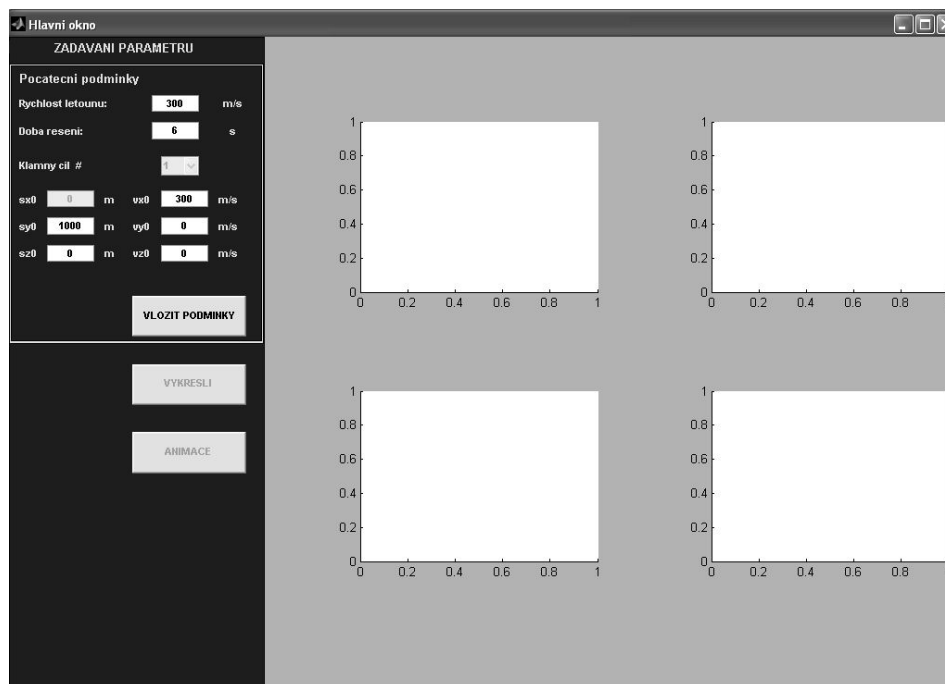 Hlavni okno
ZADAVANI PARAMETRU
Pocatecni podminky
Rychlost letounu: 300 m/s
Doba reseni: 6 s
Klamny cil # 1
sx0 0 m vx0 300 m/s
sy0 1000 m vy0 0 m/s
sz0 0 m vz0 0 m/s
VLOZIT PODMINKY
VYKRESLI
ANIMACE
1
0.8
0.6
0.4
0.2
0
0 0.2 0.4 0.6 0.8 1
1
0.8
0.6
0.4
0.2
0
0 0.2 0.4 0.6 0.8
1
0.8
0.6
0.4
0.2
0
0 0.2 0.4 0.6 0.8 1
1
0.8
0.6
0.4
0.2
0
0 0.2 0.4 0.6 0.8